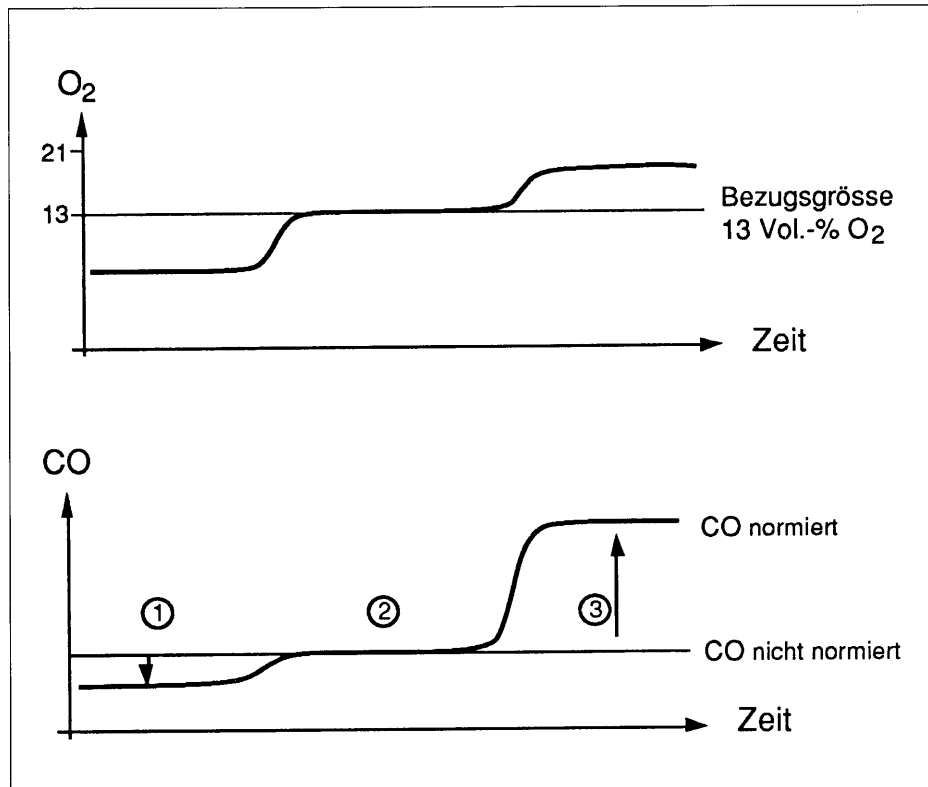 O₂
21
13
Bezugsgrösse
13 Vol.-% O₂
Zeit
CO
CO normiert
1
2
3
CO nicht normiert
Zeit